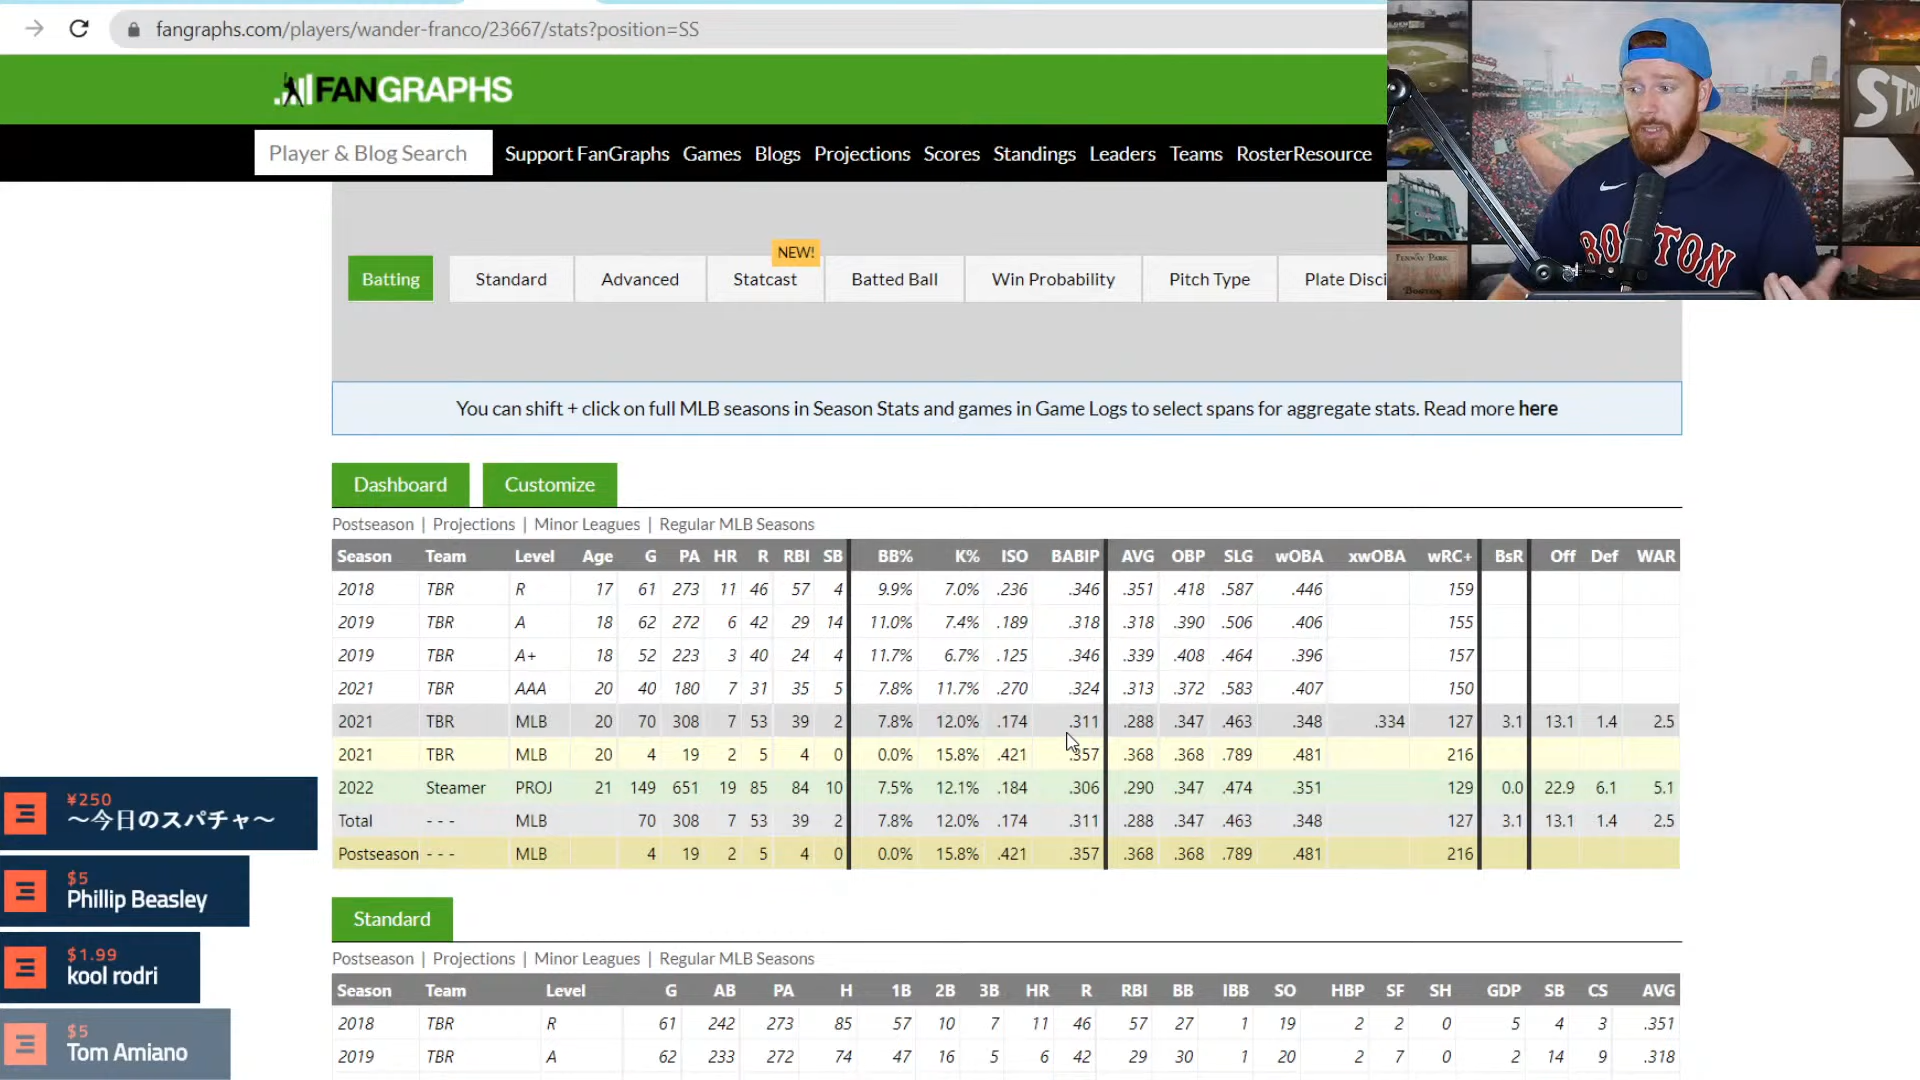 fangraphs.com/players/wander-franco/23667/stats?position=SS
FANGRAPHS
Player & Blog Search Support FanGraphs Games Blogs Projections Scores Standings Leaders Teams RosterResource
NEW!
Batting Standard Advanced Statcast Batted Ball Win Probability Pitch Type Plate Disci
BOSTON
FENWAY PARK
You can shift + click on full MLB seasons in Season Stats and games in Game Logs to select spans for aggregate stats. Read more here
Dashboard Customize
Postseason | Projections | Minor Leagues | Regular MLB Seasons
Season Team Level Age G PA HR R RBI SB BB% K% ISO BABIP AVG OBP SLG wOBA xwOBA wRC+ BsR Off Def WAR
2018 TBR R 17 61 273 11 46 57 4 9.9% 7.0% .236 .346 .351 .418 .587 .446 159
2019 TBR A 18 62 272 6 42 29 14 11.0% 7.4% .189 .318 .318 .390 .506 .406 155
2019 TBR A+ 18 52 223 3 40 24 4 11.7% 6.7% .125 .346 .339 .408 .464 .396 157
2021 TBR AAA 20 40 180 7 31 35 5 7.8% 11.7% .270 .324 .313 .372 .583 .407 150
2021 TBR MLB 20 70 308 7 53 39 2 7.8% 12.0% .174 .311 .288 .347 .463 .348 .334 127 3.1 13.1 1.4 2.5
2021 TBR MLB 20 4 19 2 5 4 0 0.0% 15.8% .421 .357 .368 .368 .789 .481 216
2022 Steamer PROJ 21 149 651 19 85 84 10 7.5% 12.1% .184 .306 .290 .347 .474 .351 129 0.0 22.9 6.1 5.1
Total - - - MLB 70 308 7 53 39 2 7.8% 12.0% .174 .311 .288 .347 .463 .348 127 3.1 13.1 1.4 2.5
Postseason - - - MLB 4 19 2 5 4 0 0.0% 15.8% .421 .357 .368 .368 .789 .481 216
Standard
Postseason | Projections | Minor Leagues | Regular MLB Seasons
Season Team Level G AB PA H 1B 2B 3B HR R RBI BB IBB SO HBP SF SH GDP SB CS AVG
2018 TBR R 61 242 273 85 57 10 7 11 46 57 27 1 19 2 2 0 5 4 3 .351
2019 TBR A 62 233 272 74 47 16 5 6 42 29 30 1 20 2 7 0 2 14 9 .318
¥250
〜今日のスパチャ〜
$5
Phillip Beasley
$1.99
kool rodri
$5
Tom Amiano